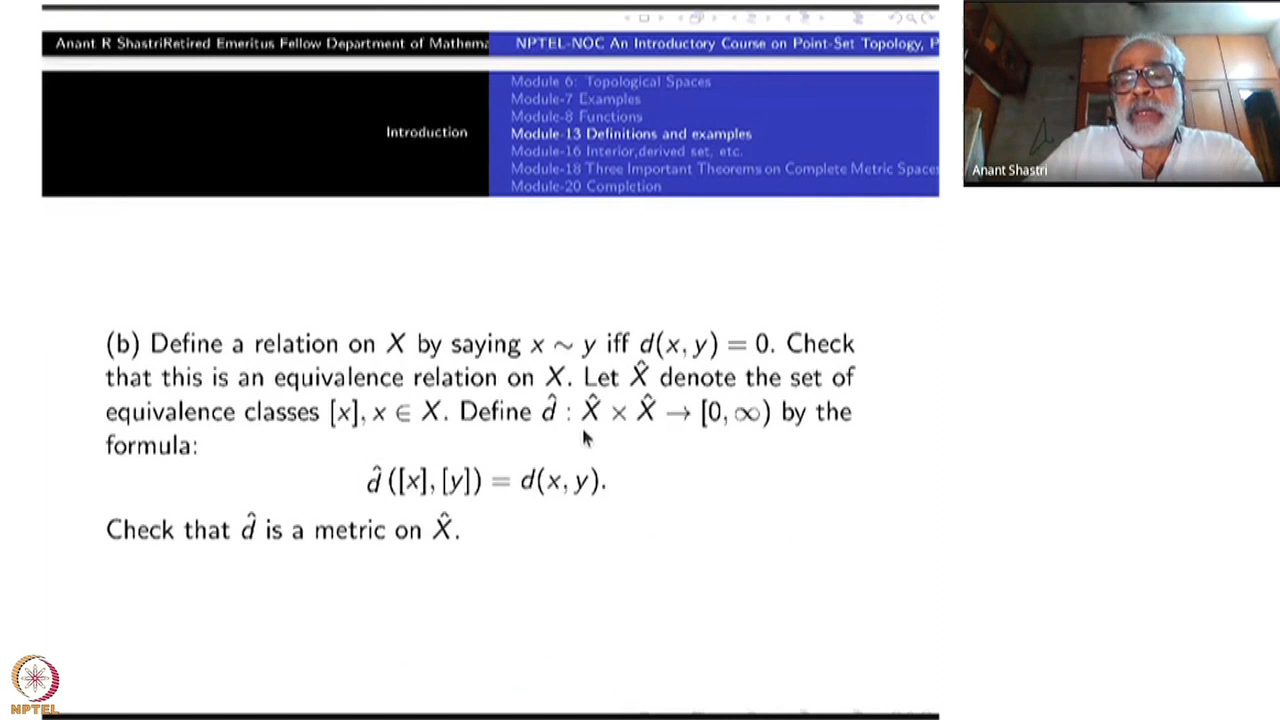 Anant R ShastriRetired Emeritus Fellow Department of Mathema
NPTEL-NOC An Introductory Course on Point-Set Topology, P
Introduction
Module 6: Topological Spaces
Module-7 Examples
Module-8 Functions
Module-13 Definitions and examples
Module-16 Interior,derived set, etc.
Module-18 Three Important Theorems on Complete Metric Space
Module-20 Completion
Anant Shastri
(b) Define a relation on X by saying x ∼ y iff d(x, y) = 0. Check
that this is an equivalence relation on X. Let X̂ denote the set of
equivalence classes [x], x ∈ X. Define d̂ : X̂ × X̂ → [0, ∞) by the
formula:
d̂ ([x], [y]) = d(x, y).
Check that d̂ is a metric on X̂.
NPTEL